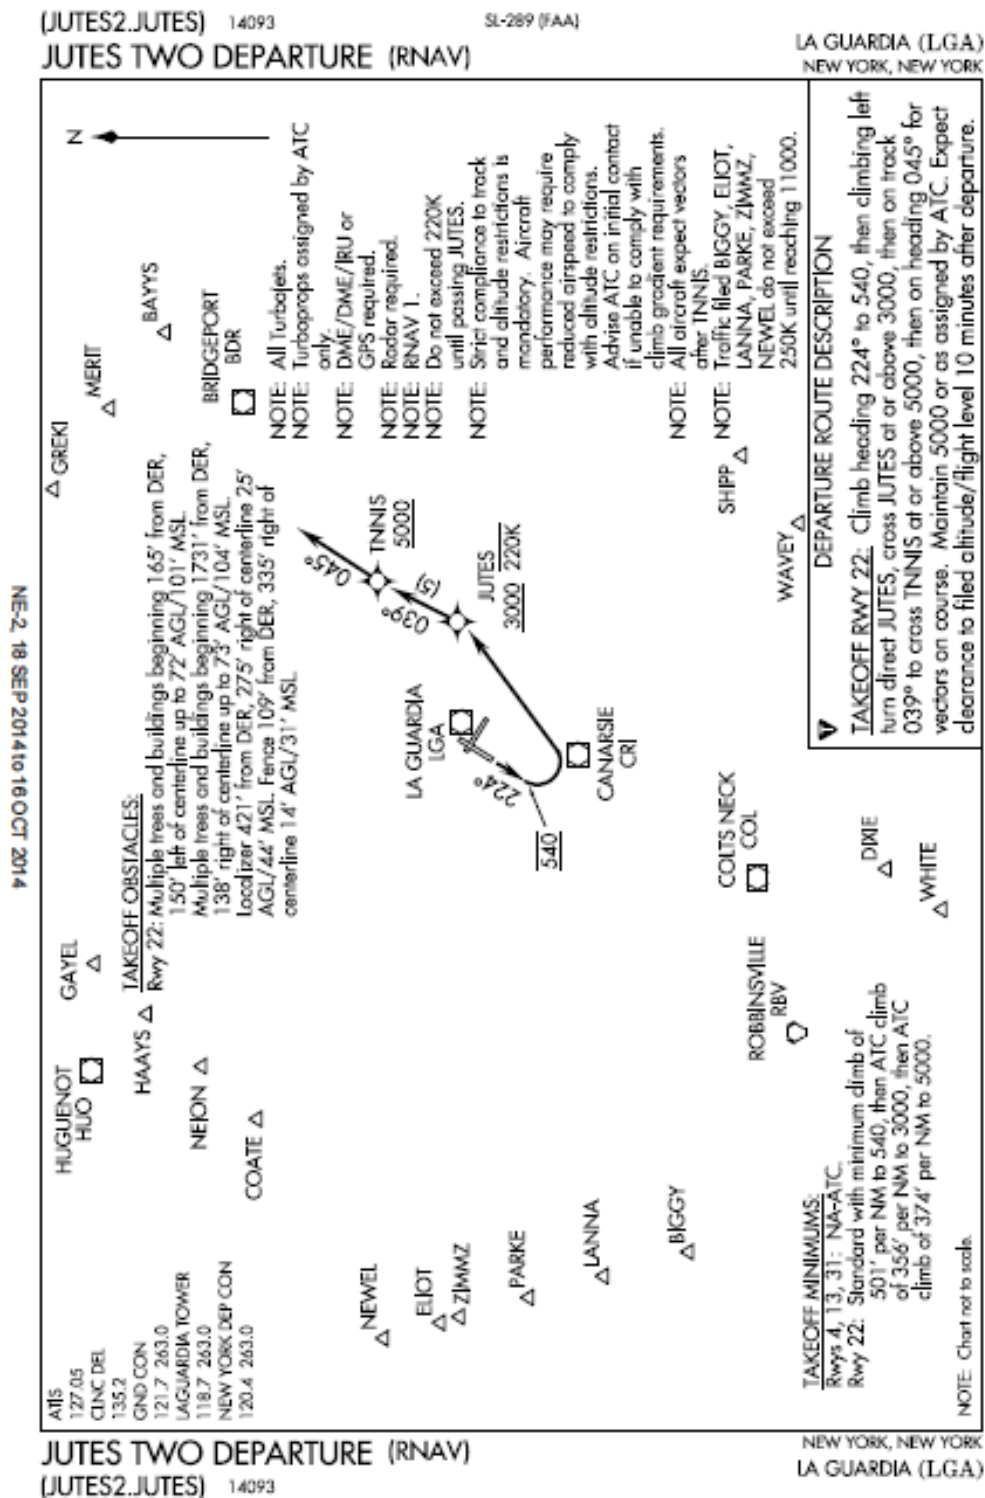 (JUTES2.JUTES) 14093
SL-289 (FAA)
JUTES TWO DEPARTURE (RNAV)
LA GUARDIA (LGA)
NEW YORK, NEW YORK
ATIS
127.05
CLNC DEL
135.2
GND CON
121.7 263.0
LAGUARDIA TOWER
118.7 263.0
NEW YORK DEP CON
120.4 263.0
HUGUENOT
HUO
GAYEL
HAAYS
NEION
COATE
NEWEL
ELIOT
ZIMMZ
PARKE
LANNA
BIGGY
GREKI
MERIT
BAYS
BRIDGEPORT
BDR
N
TAKEOFF OBSTACLES:
Rwy 22: Multiple trees and buildings beginning 165' from DER,
150' left of centerline up to 72' AGL/101' MSL.
Multiple trees and buildings beginning 1731' from DER,
138' right of centerline up to 73' AGL/104' MSL.
Localizer 421' from DER, 275' right of centerline 25'
AGL/44' MSL. Fence 109' from DER, 335' right of
centerline 14' AGL/31' MSL.
NOTE: All Turbojets.
NOTE: Turboprops assigned by ATC
only.
NOTE: DME/DME/IRU or
GPS required.
NOTE: Radar required.
NOTE: RNAV 1.
NOTE: Do not exceed 220K
until passing JUTES.
NOTE: Strict compliance to track
and altitude restrictions is
mandatory. Aircraft
performance may require
reduced airspeed to comply
with altitude restrictions.
Advise ATC on initial contact
if unable to comply with
climb gradient requirements.
NOTE: All aircraft expect vectors
after TNNIS.
NOTE: Traffic filed BIGGY, ELIOT,
LANNA, PARKE, ZIMMZ,
NEWEL do not exceed
250K until reaching 11000.
045°
TNNIS
5000
(5)
039°
JUTES
3000 220K
LA GUARDIA
LGA
224°
540
CANARSIE
CRI
COLTS NECK
COL
ROBBINSVILLE
RBV
DIXIE
WHITE
SHIPP
WAVEY
TAKEOFF MINIMUMS:
Rwys 4, 13, 31: NA-ATC.
Rwy 22: Standard with minimum climb of
501' per NM to 540, then ATC climb
of 356' per NM to 3000, then ATC
climb of 374' per NM to 5000.
NOTE: Chart not to scale.
DEPARTURE ROUTE DESCRIPTION
TAKEOFF RWY 22: Climb heading 224° to 540, then climbing left
turn direct JUTES, cross JUTES at or above 3000, then on track
039° to cross TNNIS at or above 5000, then on heading 045° for
vectors on course. Maintain 5000 or as assigned by ATC. Expect
clearance to filed altitude/flight level 10 minutes after departure.
NE-2, 18 SEP 2014 to 16 OCT 2014
JUTES TWO DEPARTURE (RNAV)
(JUTES2.JUTES) 14093
NEW YORK, NEW YORK
LA GUARDIA (LGA)